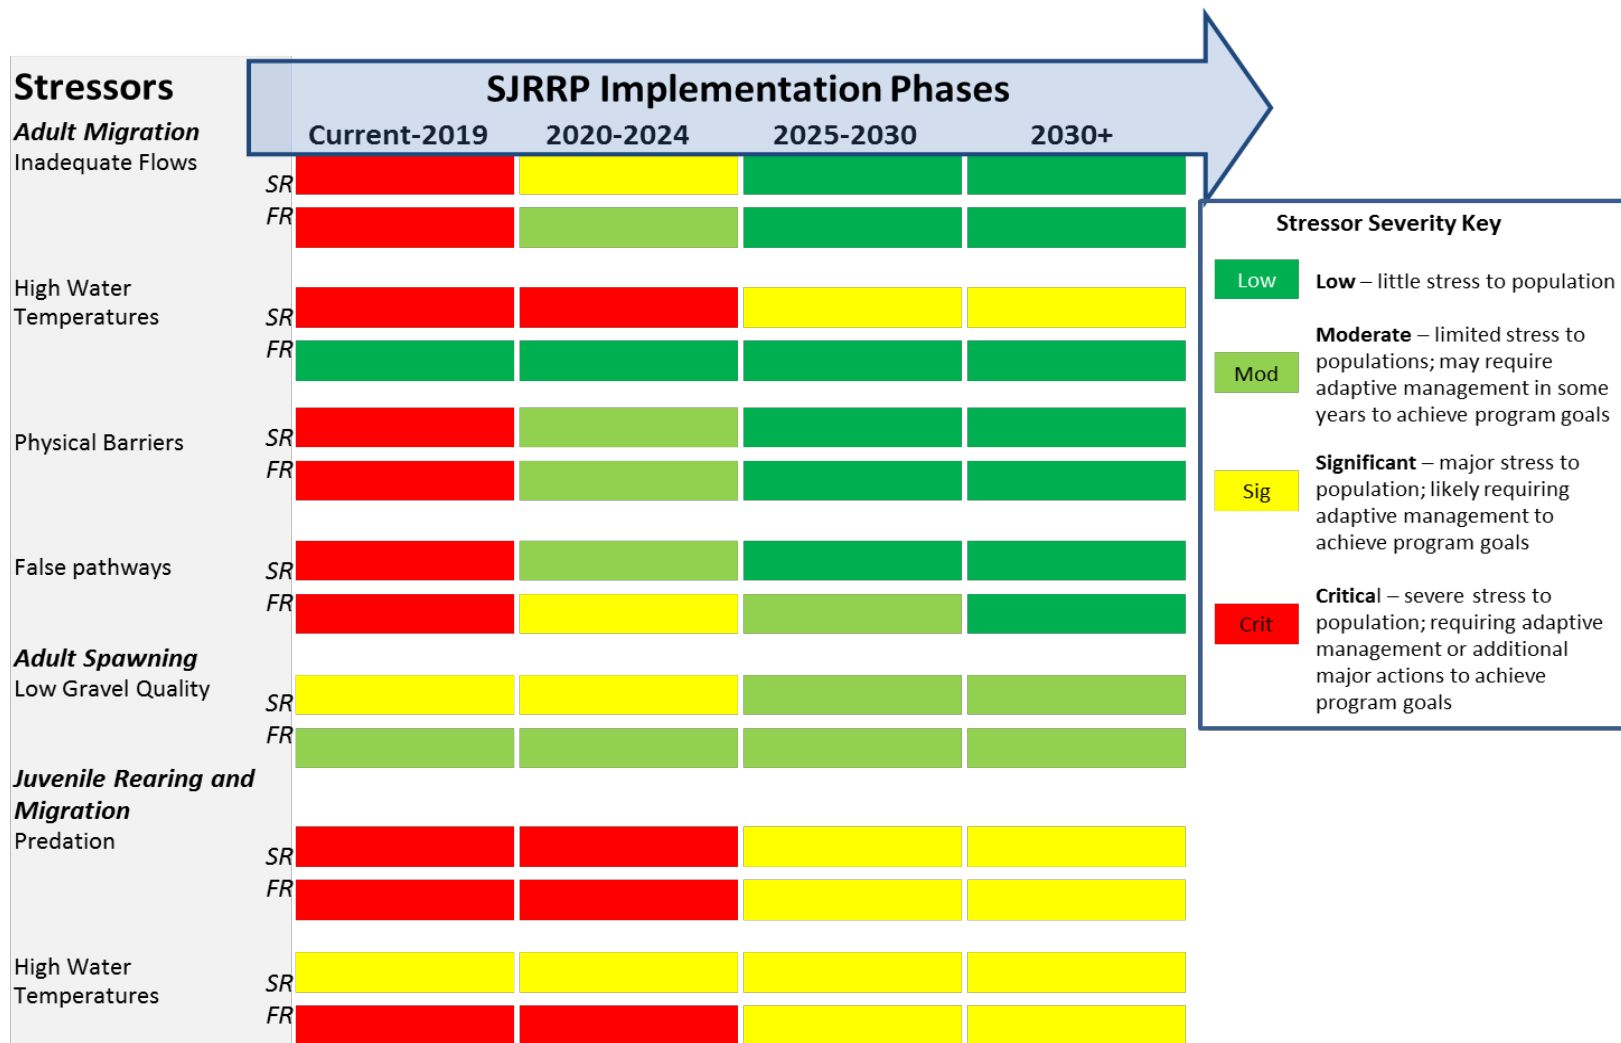 Stressors
SJRRP Implementation Phases
Current-2019 2020-2024 2025-2030 2030+
Adult Migration
Inadequate Flows
SR
FR
High Water
Temperatures
SR
FR
Physical Barriers
SR
FR
False pathways
SR
FR
Adult Spawning
Low Gravel Quality
SR
FR
Juvenile Rearing and
Migration
Predation
SR
FR
High Water
Temperatures
SR
FR
Stressor Severity Key
Low
Low – little stress to population
Mod
Moderate – limited stress to
populations; may require
adaptive management in some
years to achieve program goals
Sig
Significant – major stress to
population; likely requiring
adaptive management to
achieve program goals
Crit
Critical – severe stress to
population; requiring adaptive
management or additional
major actions to achieve
program goals